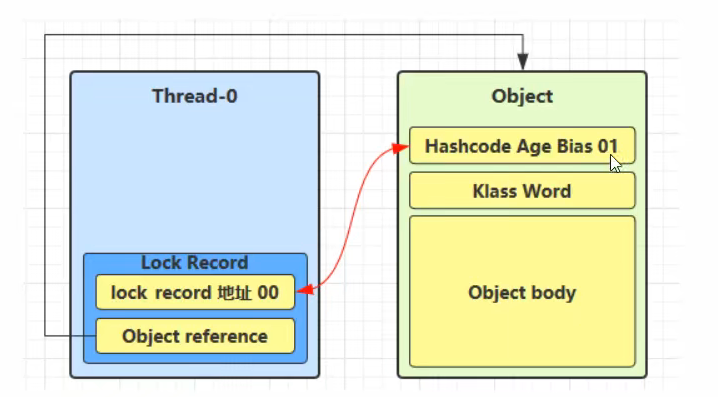 Thread-0
Lock Record
lock record 地址 00
Object reference
Object
Hashcode Age Bias 01
Klass Word
Object body